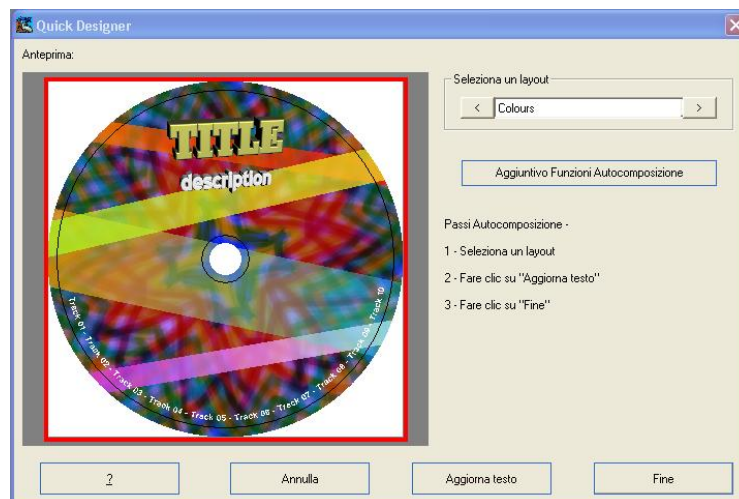 Quick Designer
Anteprima:
TITLE
description
Track 01 - Track 02 - Track 03 - Track 04 - Track 05 - Track 06 - Track 07 - Track 08 - Track 09 - Track 10
Seleziona un layout
< Colours >
Aggiuntivo Funzioni Autocomposizione
Passi Autocomposizione -
1 - Seleziona un layout
2 - Fare clic su "Aggiorna testo"
3 - Fare clic su "Fine"
? Annulla Aggiorna testo Fine